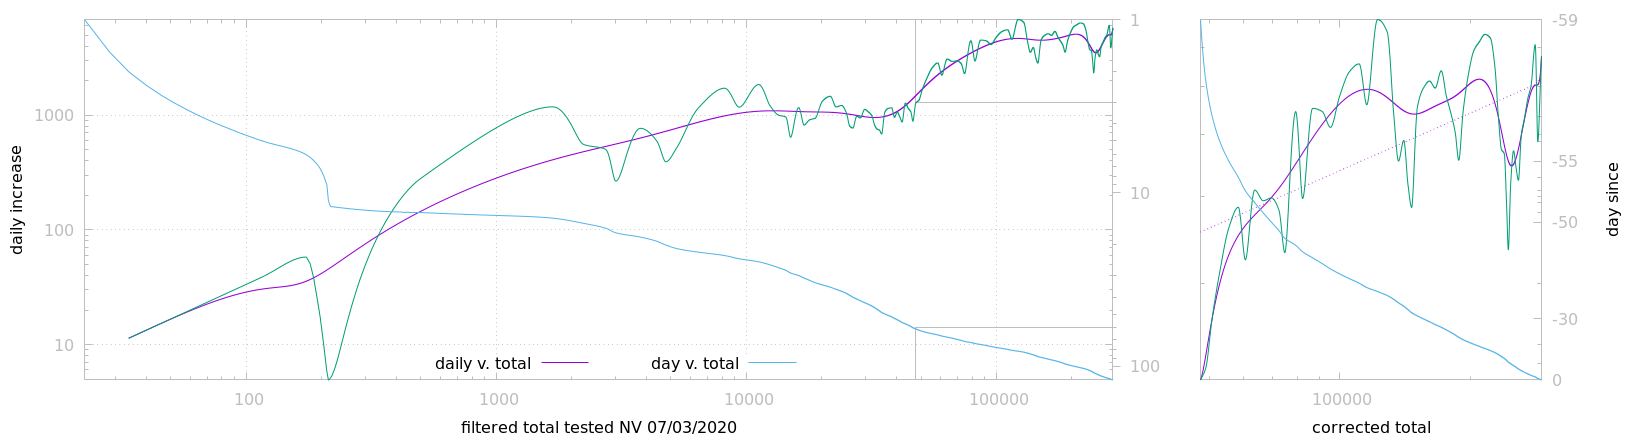 daily increase
1000
100
10
100
1000
10000
100000
1
10
100
daily v. total
day v. total
filtered total tested NV 07/03/2020
-59
-55
-50
-30
0
day since
100000
corrected total